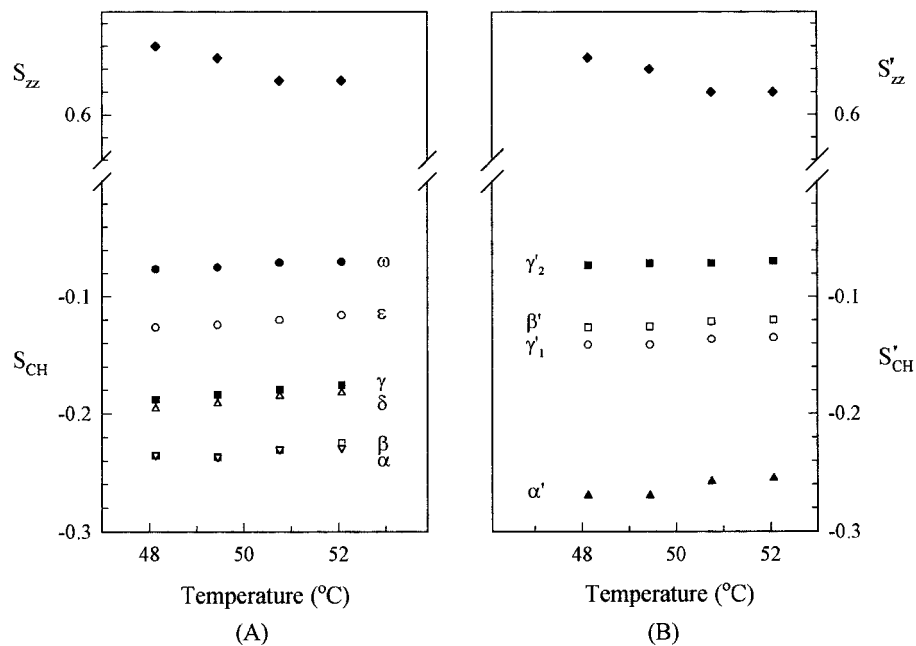 S_zz
0.6
-0.1
S_CH
-0.2
-0.3
ω
ε
γ
δ
β
α
48 50 52
Temperature (°C)
(A)
S'_zz
0.6
γ'_2
-0.1
β'
γ'_1
S'_CH
-0.2
α'
-0.3
48 50 52
Temperature (°C)
(B)